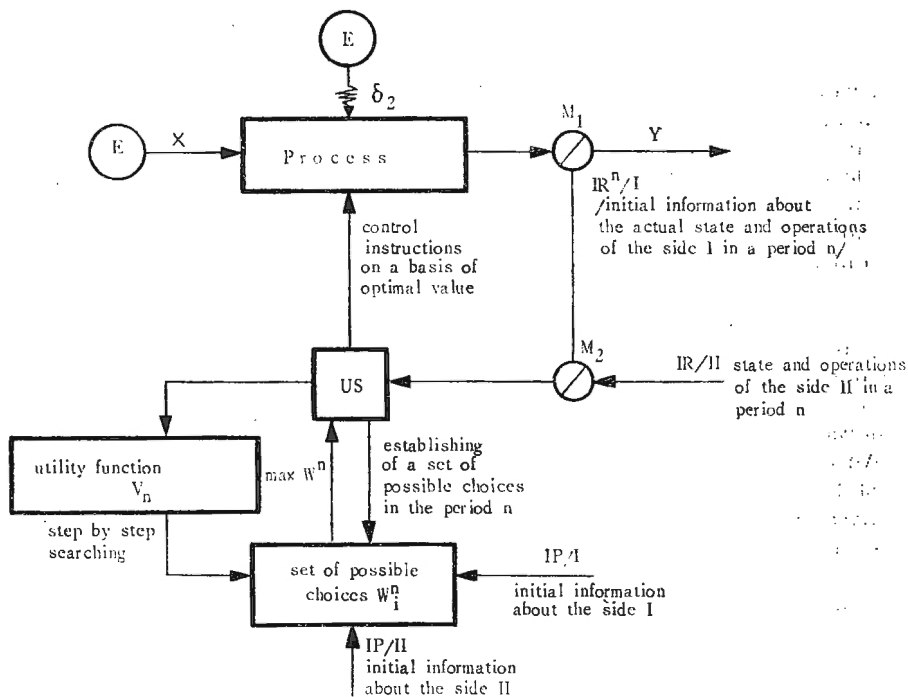 E
δ₂
E
X
Process
M₁
Y
IRⁿ/I
/initial information about
the actual state and operations
of the side I in a period n/
control
instructions
on a basis of
optimal value
M₂
IR/II
state and operations
of the side II in a
period n
US
utility function
Vₙ
max Wⁿ
establishing
of a set of
possible choices
in the period n
step by step
searching
set of possible
choices Wᵢⁿ
IP/I
initial information
about the side I
IP/II
initial information
about the side II